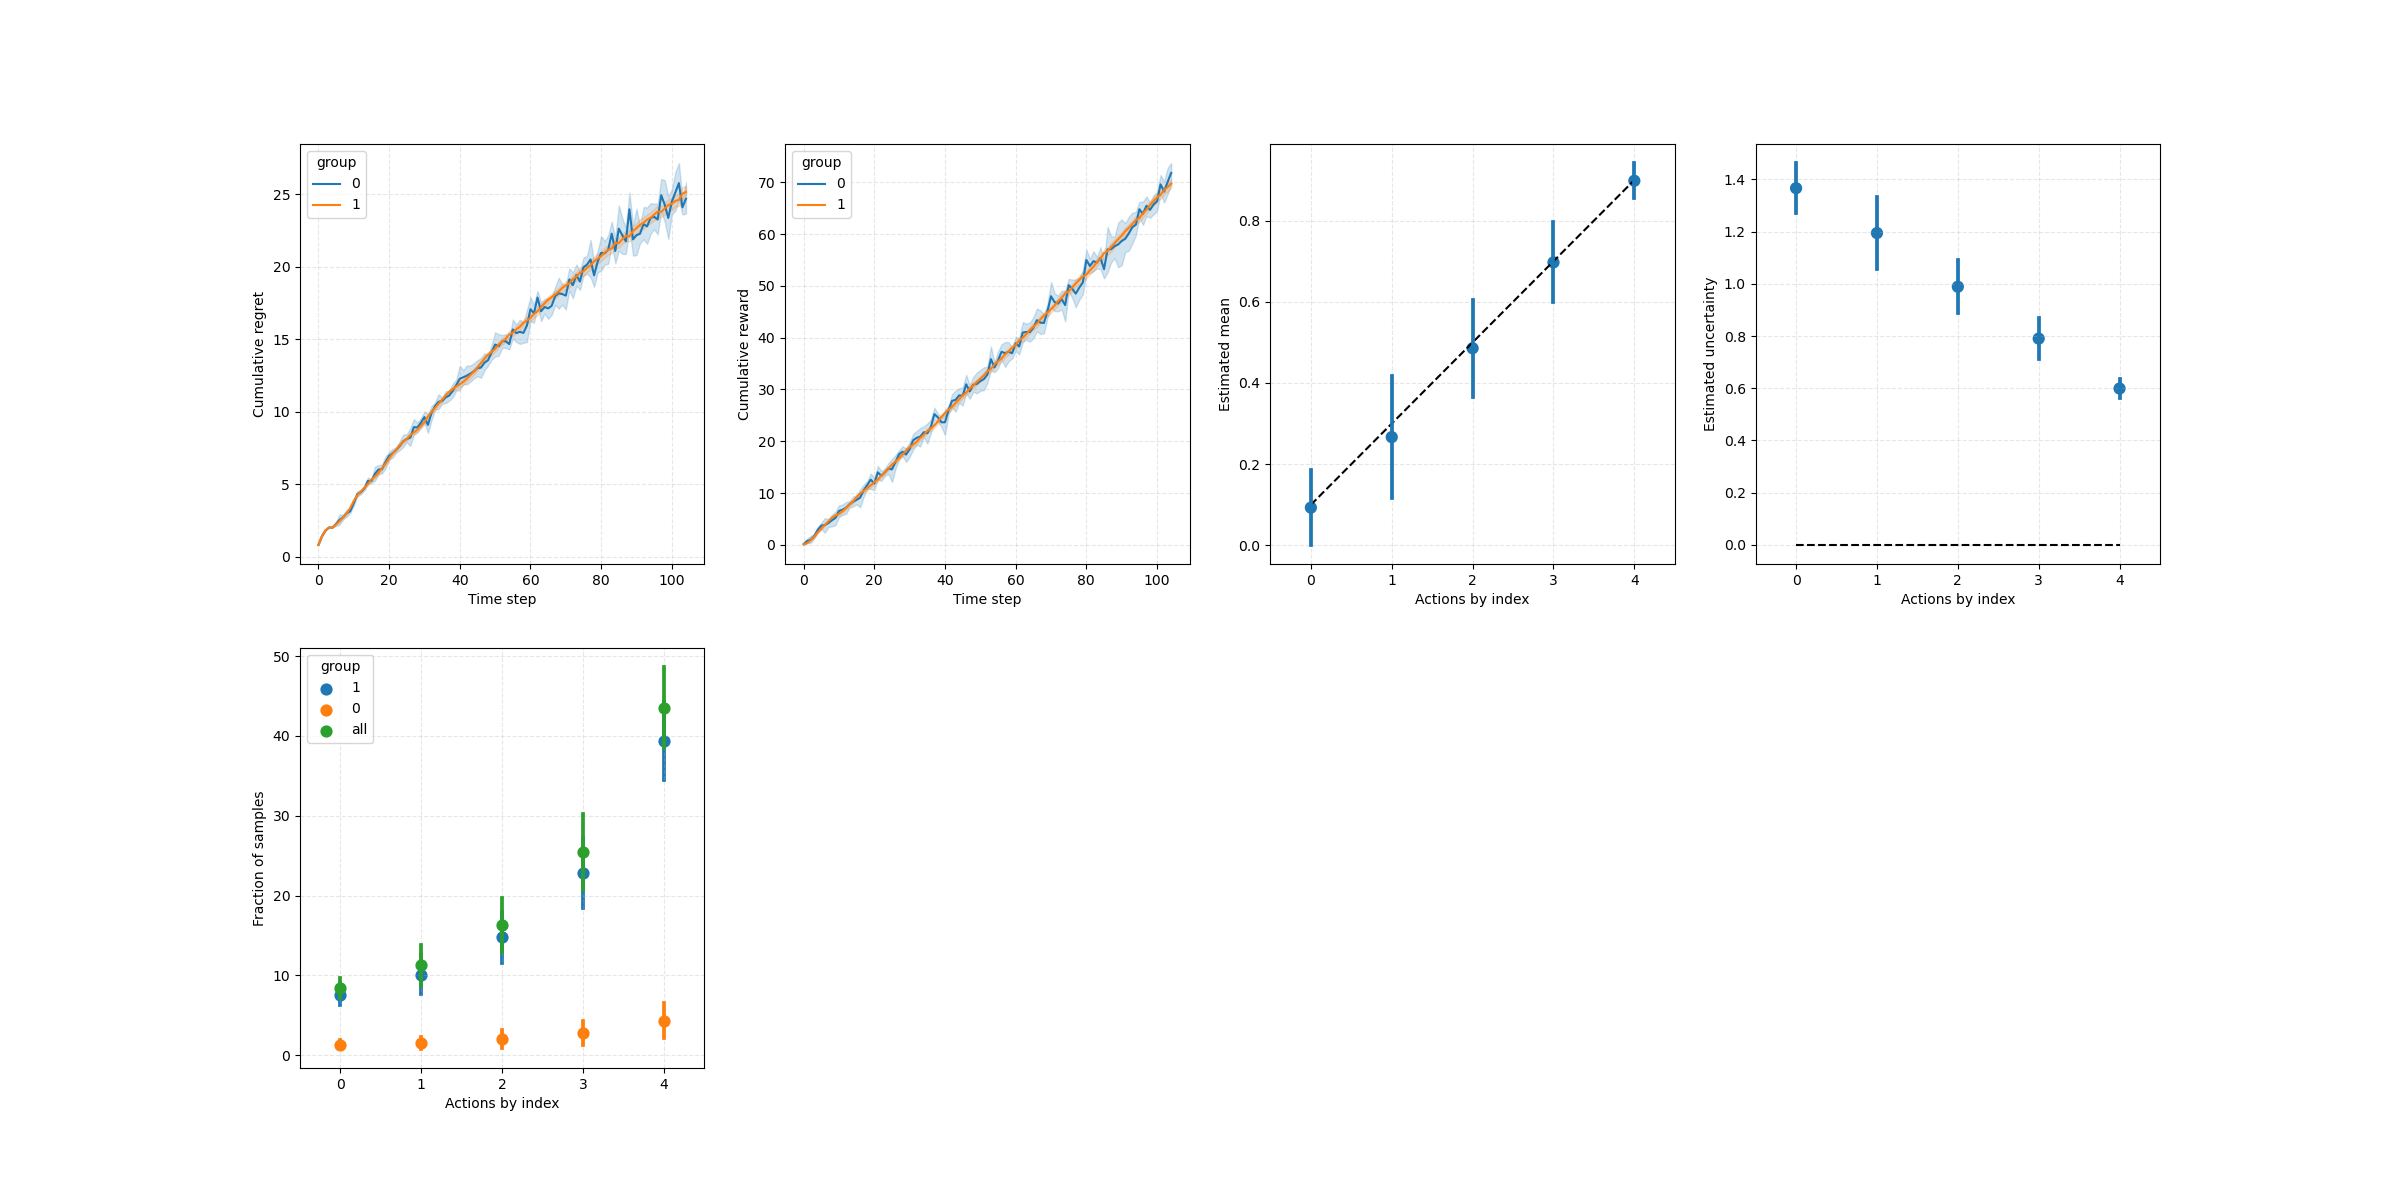 group
0
1
25
20
15
10
5
0
Cumulative regret
0 20 40 60 80 100
Time step
group
0
1
70
60
50
40
30
20
10
0
Cumulative reward
0 20 40 60 80 100
Time step
0.8
0.6
0.4
0.2
0.0
Estimated mean
0 1 2 3 4
Actions by index
1.4
1.2
1.0
0.8
0.6
0.4
0.2
0.0
Estimated uncertainty
0 1 2 3 4
Actions by index
group
1
0
all
50
40
30
20
10
0
Fraction of samples
0 1 2 3 4
Actions by index